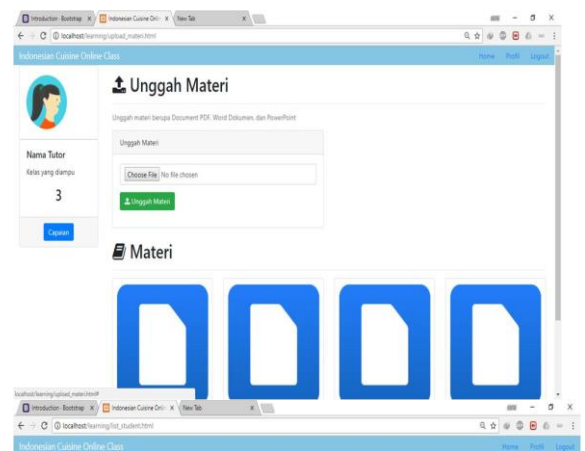 Introduction · Bootstrap
Indonesian Cuisine Onli
New Tab
localhost/learning/upload_materi.html
Indonesian Cuisine Online Class
Home Profil Logout
Unggah Materi
Unggah materi berupa Document PDF, Word Dokumen, dan PowerPoint
Unggah Materi
Choose File No file chosen
Unggah Materi
Nama Tutor
Kelas yang diampu
3
Capaian
Materi
localhost/learning/upload_materi.html#
Introduction · Bootstrap
Indonesian Cuisine Onli
New Tab
localhost/learning/list_student.html
Indonesian Cuisine Online Class
Home Profil Logout